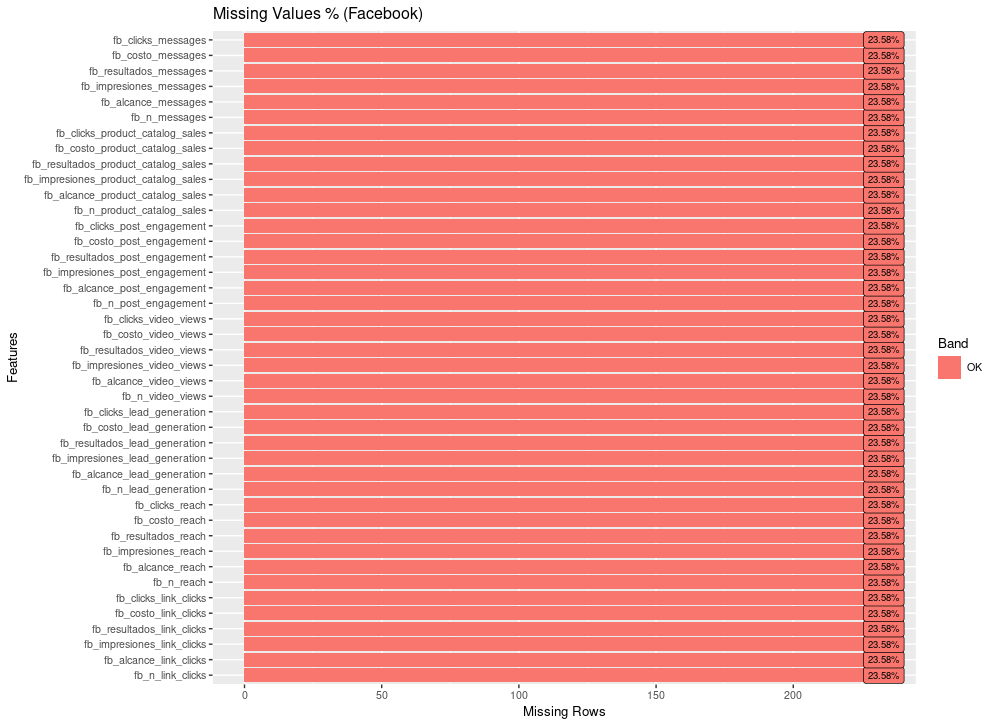 Missing Values % (Facebook)
fb_clicks_messages 23.58%
fb_costo_messages 23.58%
fb_resultados_messages 23.58%
fb_impresiones_messages 23.58%
fb_alcance_messages 23.58%
fb_n_messages 23.58%
fb_clicks_product_catalog_sales 23.58%
fb_costo_product_catalog_sales 23.58%
fb_resultados_product_catalog_sales 23.58%
fb_impresiones_product_catalog_sales 23.58%
fb_alcance_product_catalog_sales 23.58%
fb_n_product_catalog_sales 23.58%
fb_clicks_post_engagement 23.58%
fb_costo_post_engagement 23.58%
fb_resultados_post_engagement 23.58%
fb_impresiones_post_engagement 23.58%
fb_alcance_post_engagement 23.58%
fb_n_post_engagement 23.58%
fb_clicks_video_views 23.58%
fb_costo_video_views 23.58%
fb_resultados_video_views 23.58%
fb_impresiones_video_views 23.58%
fb_alcance_video_views 23.58%
fb_n_video_views 23.58%
fb_clicks_lead_generation 23.58%
fb_costo_lead_generation 23.58%
fb_resultados_lead_generation 23.58%
fb_impresiones_lead_generation 23.58%
fb_alcance_lead_generation 23.58%
fb_n_lead_generation 23.58%
fb_clicks_reach 23.58%
fb_costo_reach 23.58%
fb_resultados_reach 23.58%
fb_impresiones_reach 23.58%
fb_alcance_reach 23.58%
fb_n_reach 23.58%
fb_clicks_link_clicks 23.58%
fb_costo_link_clicks 23.58%
fb_resultados_link_clicks 23.58%
fb_impresiones_link_clicks 23.58%
fb_alcance_link_clicks 23.58%
fb_n_link_clicks 23.58%
0 50 100 150 200
Missing Rows
Features
Band
OK